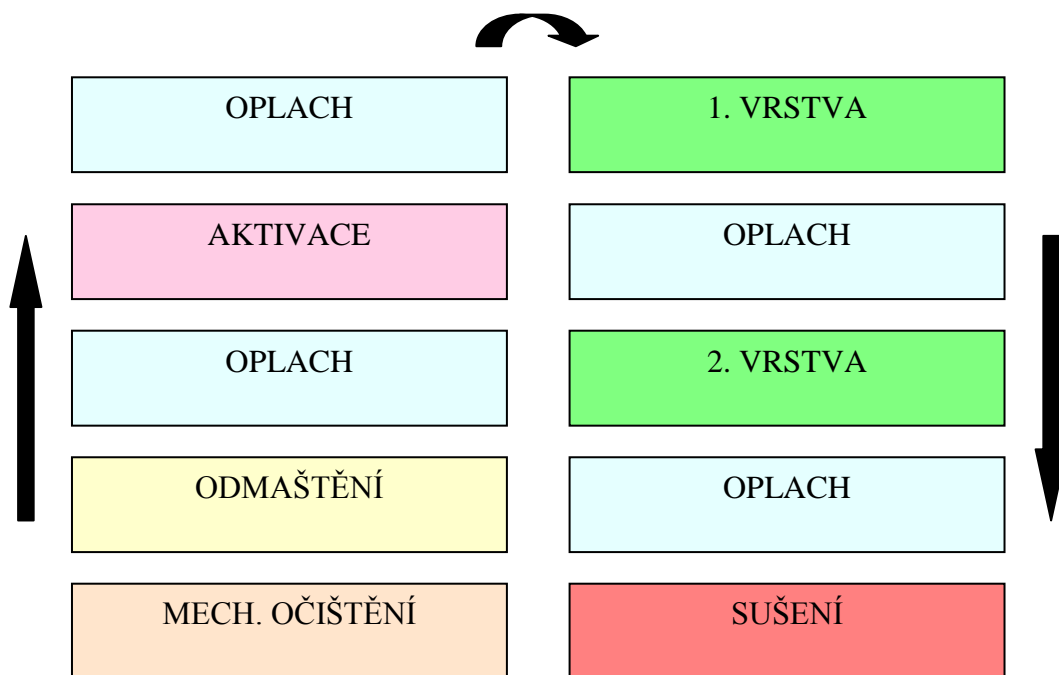 OPLACH
1. VRSTVA
AKTIVACE
OPLACH
OPLACH
2. VRSTVA
ODMAŠTĚNÍ
OPLACH
MECH. OČIŠTĚNÍ
SUŠENÍ